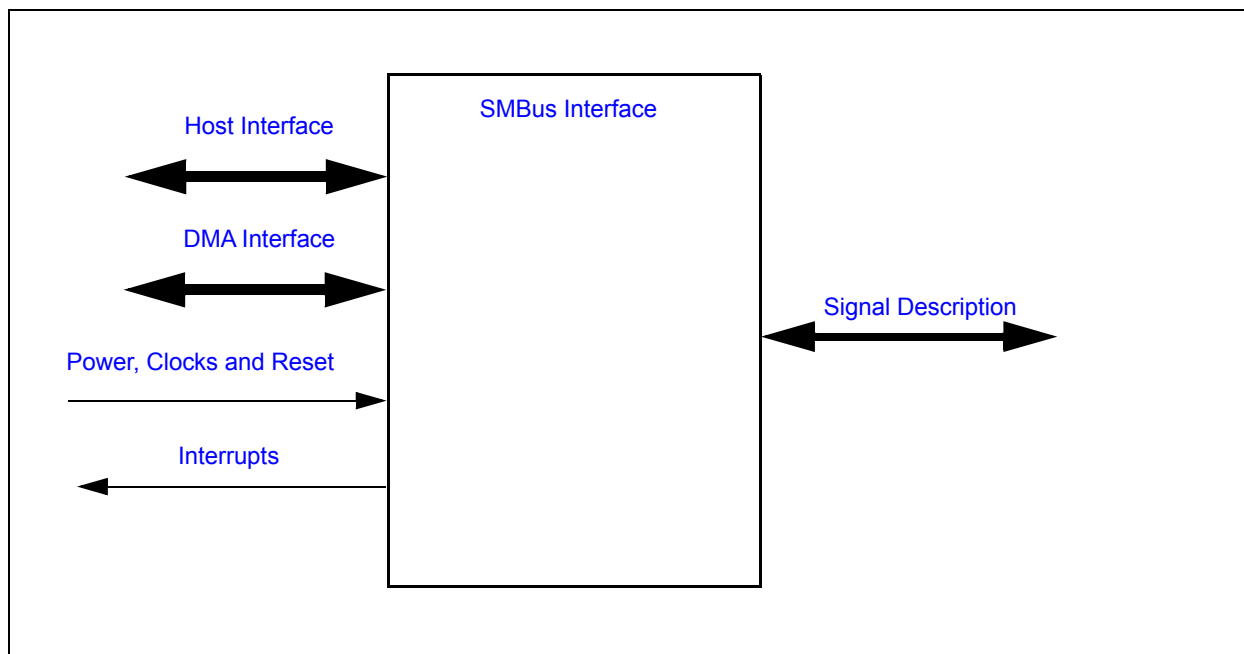 SMBus Interface
Host Interface
DMA Interface
Signal Description
Power, Clocks and Reset
Interrupts